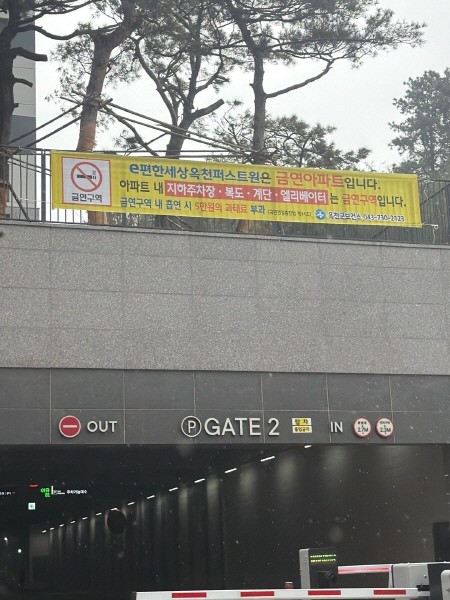 e편한세상옥천퍼스트원은 금연아파트입니다.
아파트 내 지하주차장·복도·계단·엘리베이터 는 금연구역입니다.
금연구역 내 흡연 시 5만원의 과태료 부과
옥천군보건소 043-730-2123
금연구역
OUT
P GATE 2
IN